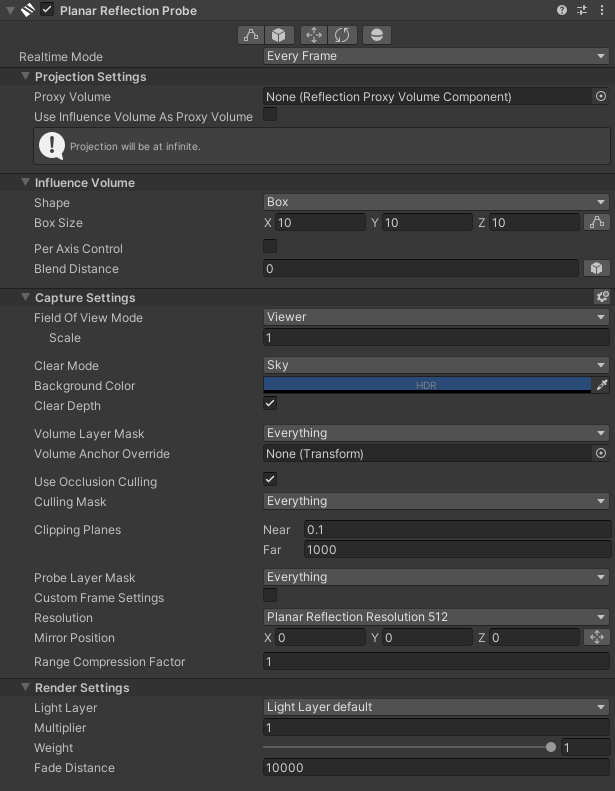 Planar Reflection Probe
Realtime Mode Every Frame
Projection Settings
Proxy Volume None (Reflection Proxy Volume Component)
Use Influence Volume As Proxy Volume
Projection will be at infinite.
Influence Volume
Shape Box
Box Size X 10 Y 10 Z 10
Per Axis Control
Blend Distance 0
Capture Settings
Field Of View Mode Viewer
Scale 1
Clear Mode Sky
Background Color HDR
Clear Depth
Volume Layer Mask Everything
Volume Anchor Override None (Transform)
Use Occlusion Culling
Culling Mask Everything
Clipping Planes Near 0.1
Far 1000
Probe Layer Mask Everything
Custom Frame Settings
Resolution Planar Reflection Resolution 512
Mirror Position X 0 Y 0 Z 0
Range Compression Factor 1
Render Settings
Light Layer Light Layer default
Multiplier 1
Weight 1
Fade Distance 10000